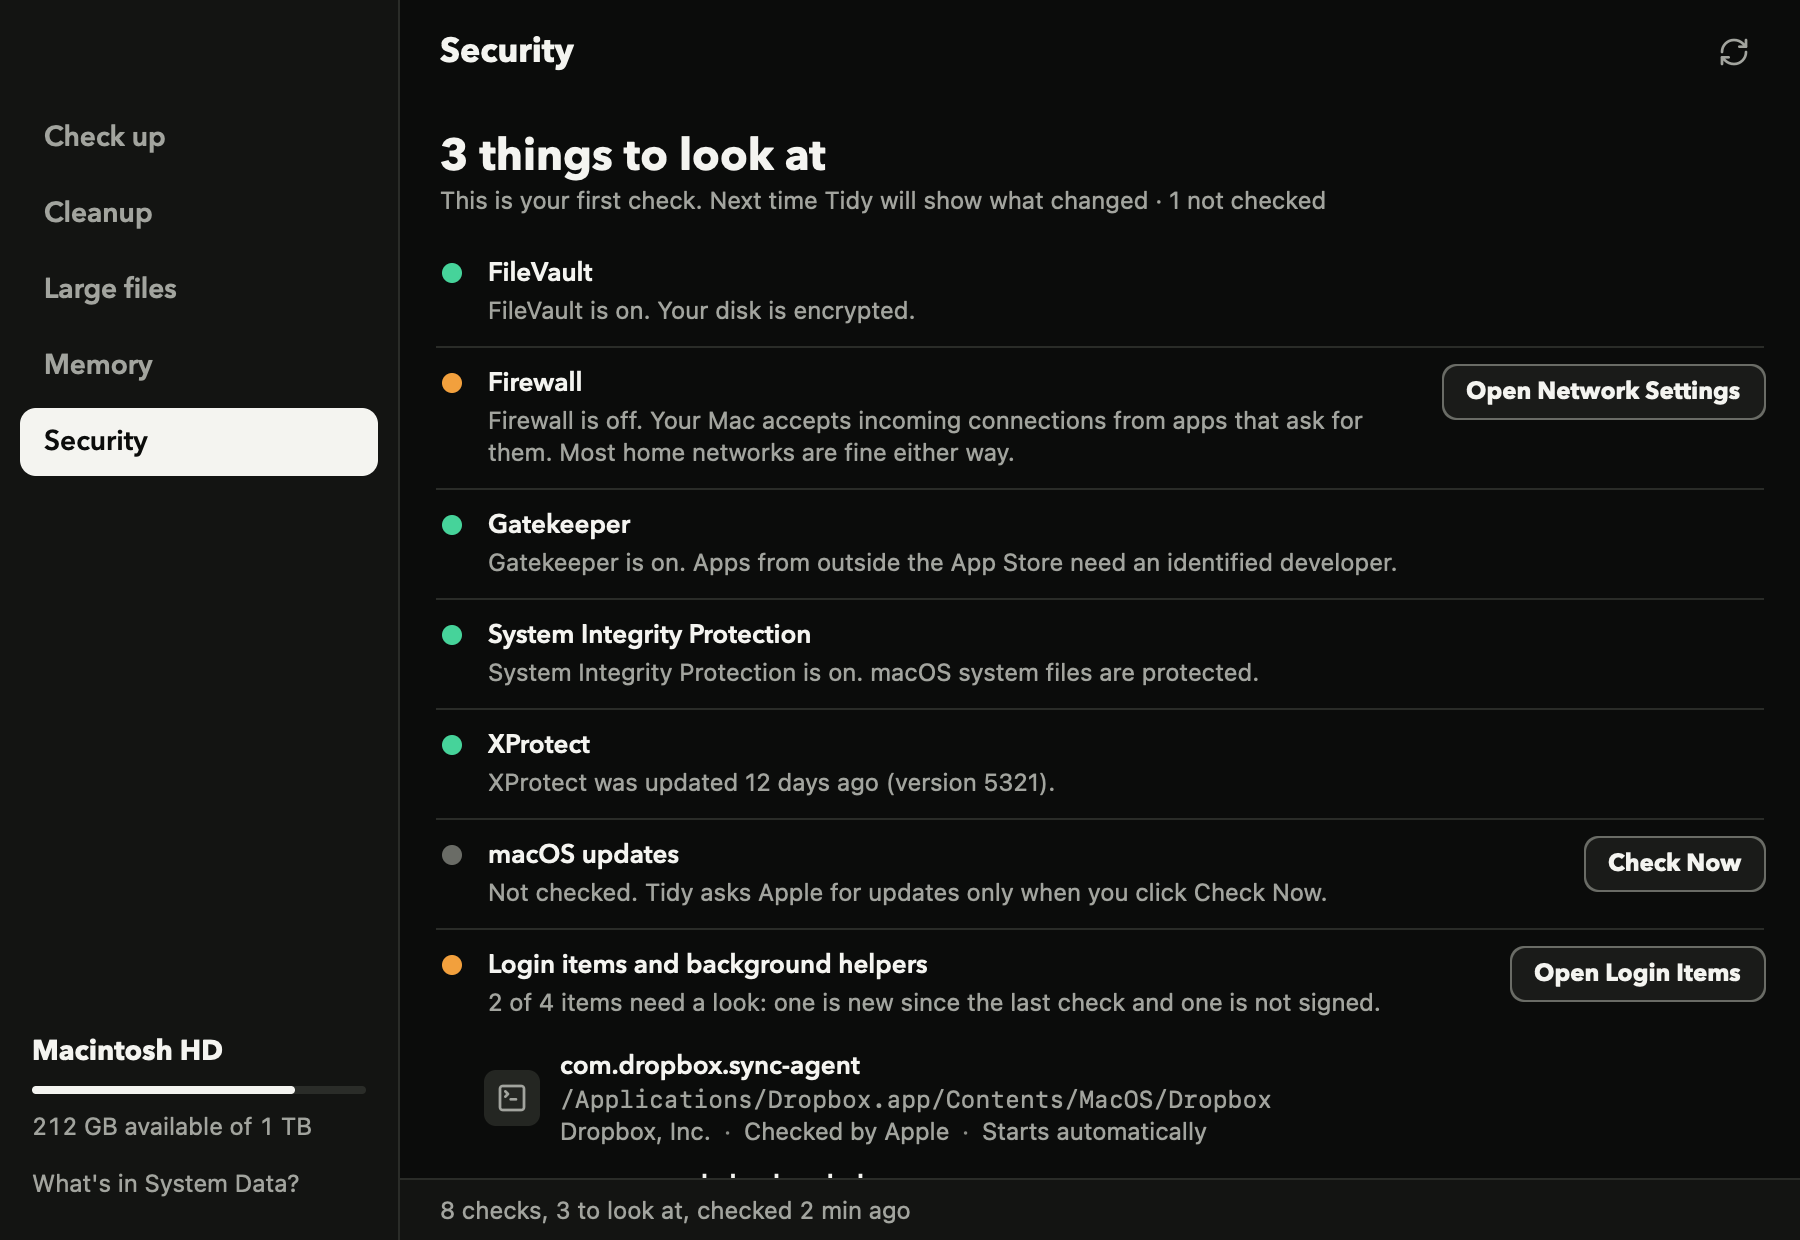 Security
Check up
Cleanup
Large files
Memory
Security
3 things to look at
This is your first check. Next time Tidy will show what changed · 1 not checked
FileVault
FileVault is on. Your disk is encrypted.
Firewall
Open Network Settings
Firewall is off. Your Mac accepts incoming connections from apps that ask for
them. Most home networks are fine either way.
Gatekeeper
Gatekeeper is on. Apps from outside the App Store need an identified developer.
System Integrity Protection
System Integrity Protection is on. macOS system files are protected.
XProtect
XProtect was updated 12 days ago (version 5321).
macOS updates
Check Now
Not checked. Tidy asks Apple for updates only when you click Check Now.
Login items and background helpers
Open Login Items
2 of 4 items need a look: one is new since the last check and one is not signed.
com.dropbox.sync-agent
/Applications/Dropbox.app/Contents/MacOS/Dropbox
Dropbox, Inc. · Checked by Apple · Starts automatically
Macintosh HD
212 GB available of 1 TB
What's in System Data?
8 checks, 3 to look at, checked 2 min ago